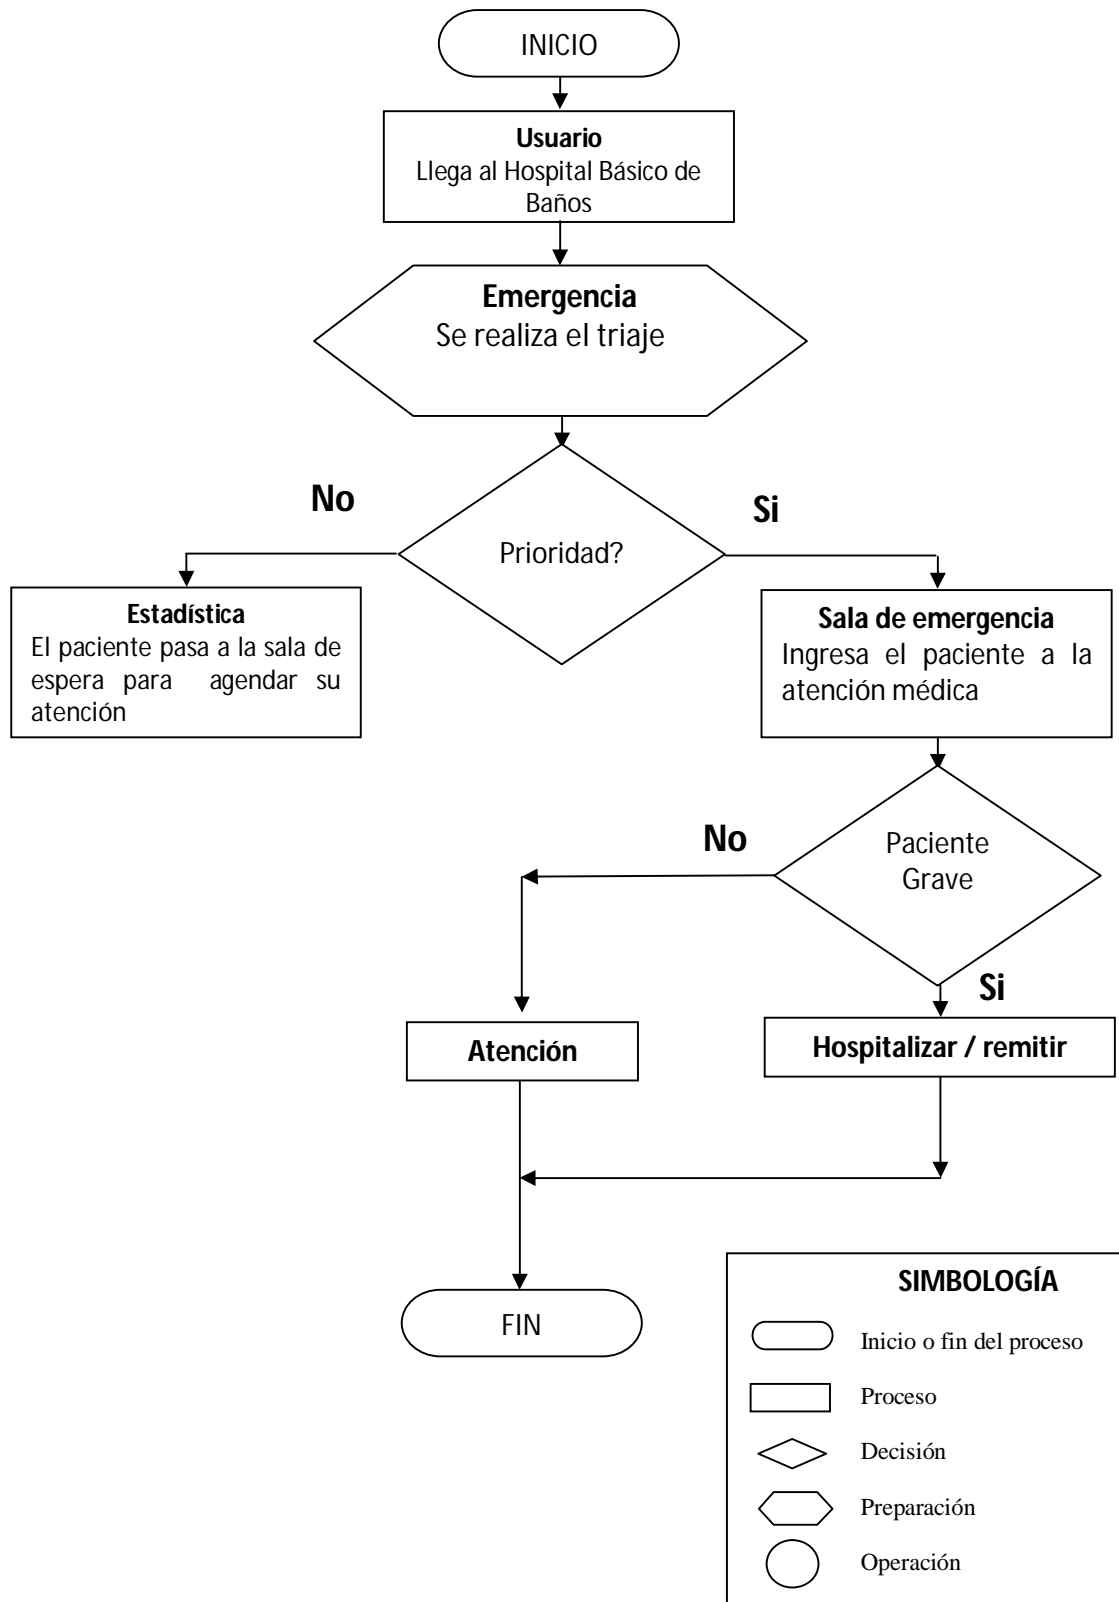 INICIO
Usuario
Llega al Hospital Básico de
Baños
Emergencia
Se realiza el triaje
No
Si
Prioridad?
Estadística
El paciente pasa a la sala de
espera para agendar su
atención
Sala de emergencia
Ingresa el paciente a la
atención médica
No
Paciente
Grave
Si
Atención
Hospitalizar / remitir
FIN
SIMBOLOGÍA
Inicio o fin del proceso
Proceso
Decisión
Preparación
Operación